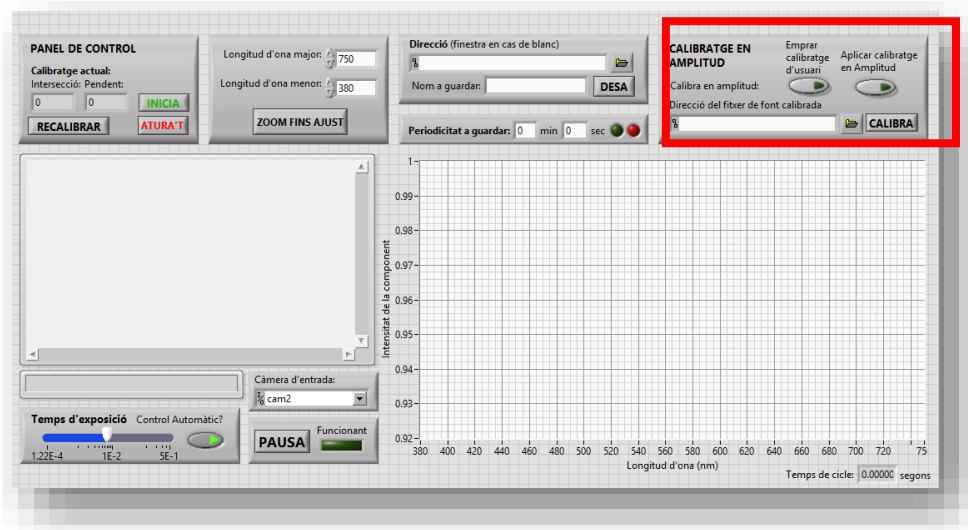 PANEL DE CONTROL
Calibratge actual:
Intersecció: Pendent:
0 0 INICIA
RECALIBRAR ATURA'T
Longitud d'ona major: 750
Longitud d'ona menor: 380
ZOOM FINS AJUST
Direcció (finestra en cas de blanc)
Nom a guardar: DESA
Periodicitat a guardar: 0 min 0 sec
CALIBRATGE EN
AMPLITUD
Emprar
calibratge
d'usuari
Aplicar calibratge
en Amplitud
Calibra en amplitud:
Direcció del fitxer de font calibrada
CALIBRA
Càmera d'entrada:
cam2
Temps d'exposició Control Automàtic?
1.22E-4 1E-2 5E-1
PAUSA Funcionant
Intensitat de la component
1
0.99
0.98
0.97
0.96
0.95
0.94
0.93
0.92
380 400 420 440 460 480 500 520 540 560 580 600 620 640 660 680 700 720 75
Longitud d'ona (nm)
Temps de cicle: 0.00000 segons